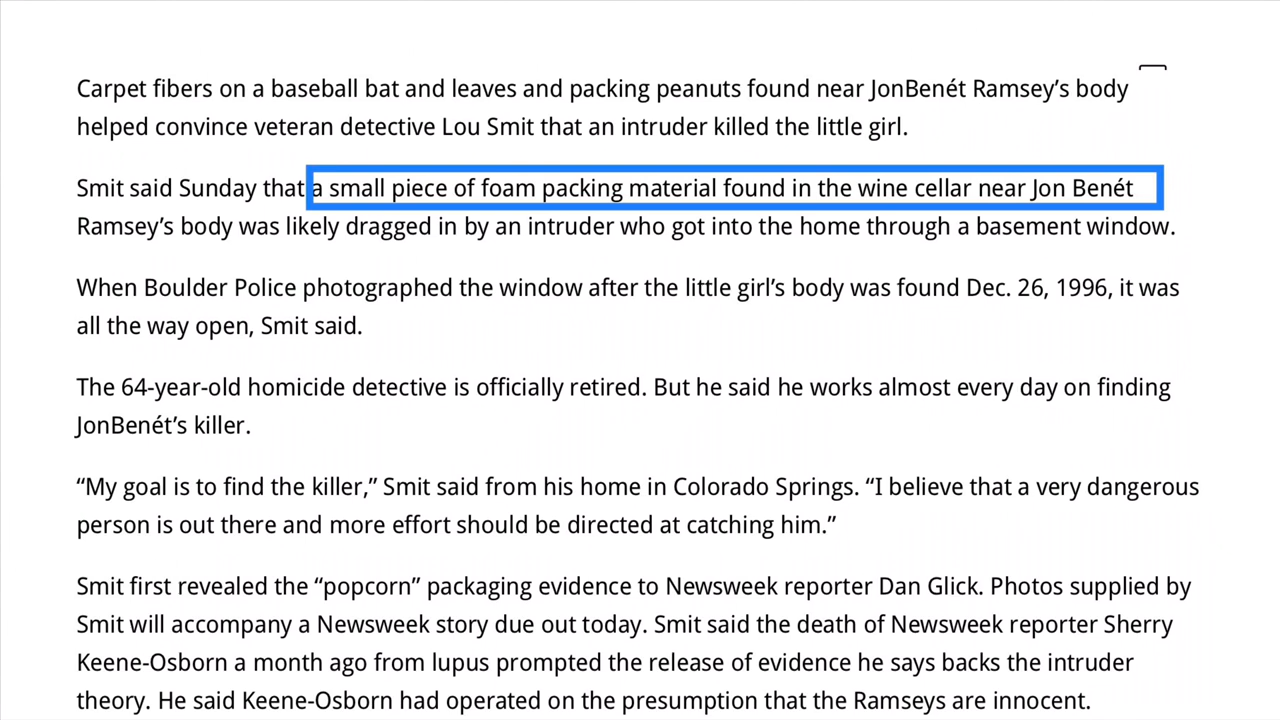 Carpet fibers on a baseball bat and leaves and packing peanuts found near JonBenét Ramsey’s body
helped convince veteran detective Lou Smit that an intruder killed the little girl.
Smit said Sunday that a small piece of foam packing material found in the wine cellar near Jon Benét
Ramsey’s body was likely dragged in by an intruder who got into the home through a basement window.
When Boulder Police photographed the window after the little girl’s body was found Dec. 26, 1996, it was
all the way open, Smit said.
The 64-year-old homicide detective is officially retired. But he said he works almost every day on finding
JonBenét’s killer.
“My goal is to find the killer,” Smit said from his home in Colorado Springs. “I believe that a very dangerous
person is out there and more effort should be directed at catching him.”
Smit first revealed the “popcorn” packaging evidence to Newsweek reporter Dan Glick. Photos supplied by
Smit will accompany a Newsweek story due out today. Smit said the death of Newsweek reporter Sherry
Keene-Osborn a month ago from lupus prompted the release of evidence he says backs the intruder
theory. He said Keene-Osborn had operated on the presumption that the Ramseys are innocent.